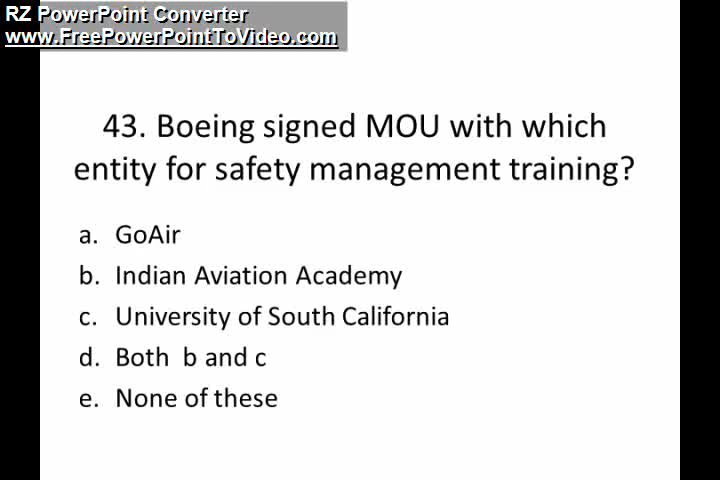 RZ PowerPoint Converter
www.FreePowerPointToVideo.com
43. Boeing signed MOU with which
entity for safety management training?
a. GoAir
b. Indian Aviation Academy
c. University of South California
d. Both b and c
e. None of these